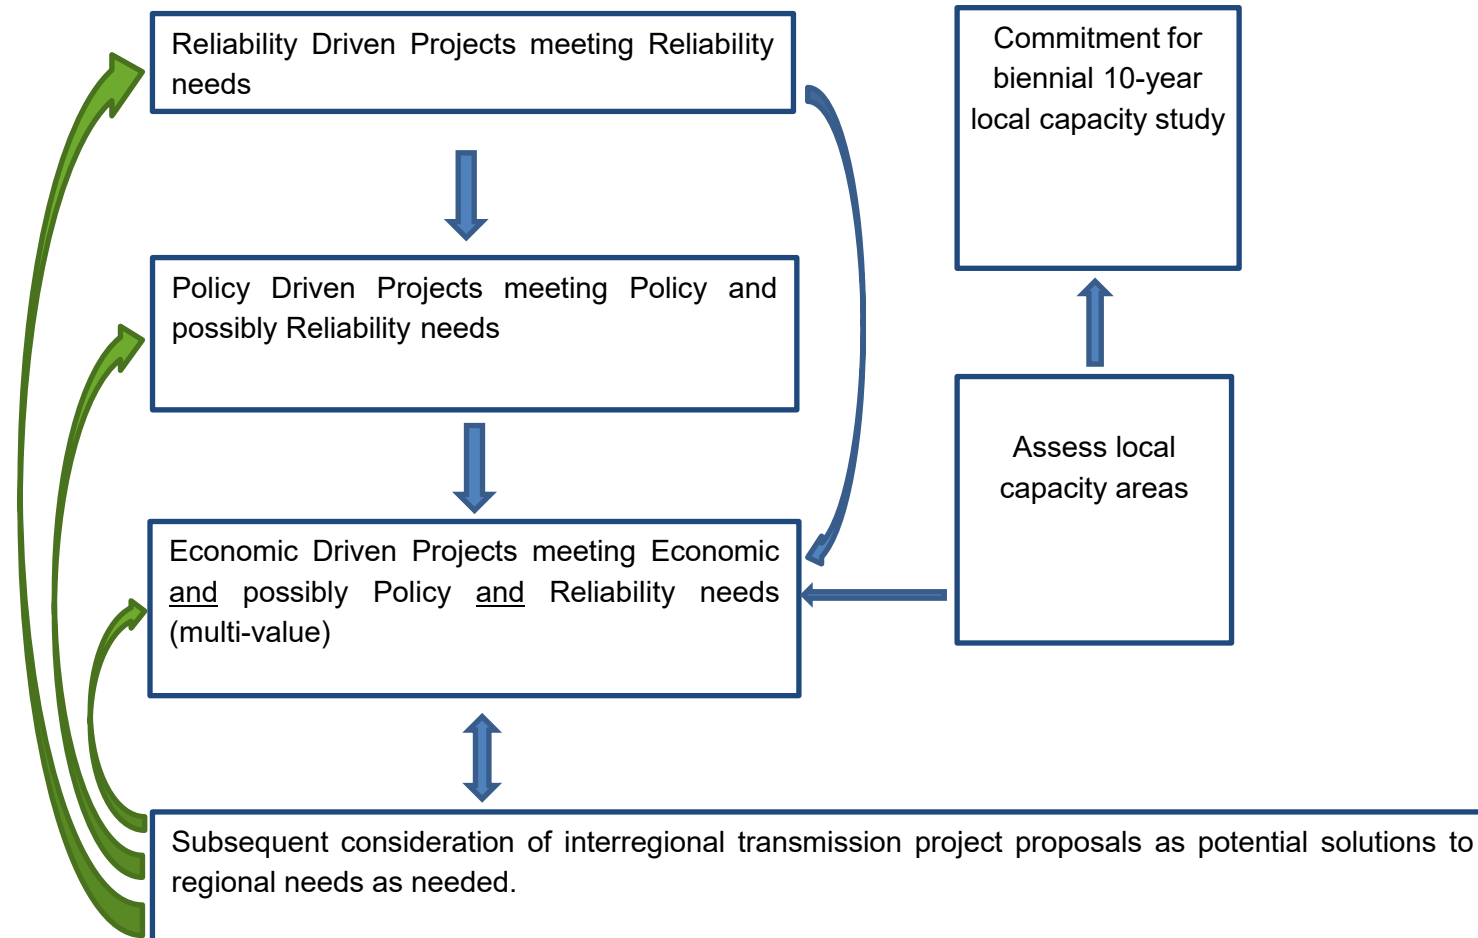 Reliability Driven Projects meeting Reliability
needs
Commitment for
biennial 10-year
local capacity study
Policy Driven Projects meeting Policy and
possibly Reliability needs
Assess local
capacity areas
Economic Driven Projects meeting Economic
and possibly Policy and Reliability needs
(multi-value)
Subsequent consideration of interregional transmission project proposals as potential solutions to
regional needs as needed.